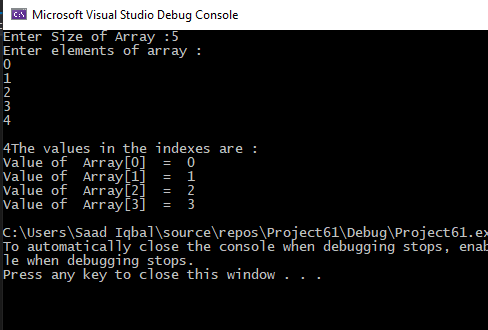 Microsoft Visual Studio Debug Console
Enter Size of Array :5
Enter elements of array :
0
1
2
3
4
4The values in the indexes are :
Value of  Array[0]  =  0
Value of  Array[1]  =  1
Value of  Array[2]  =  2
Value of  Array[3]  =  3
C:\Users\Saad Iqbal\source\repos\Project61\Debug\Project61.ex
To automatically close the console when debugging stops, enab
le when debugging stops.
Press any key to close this window . . .